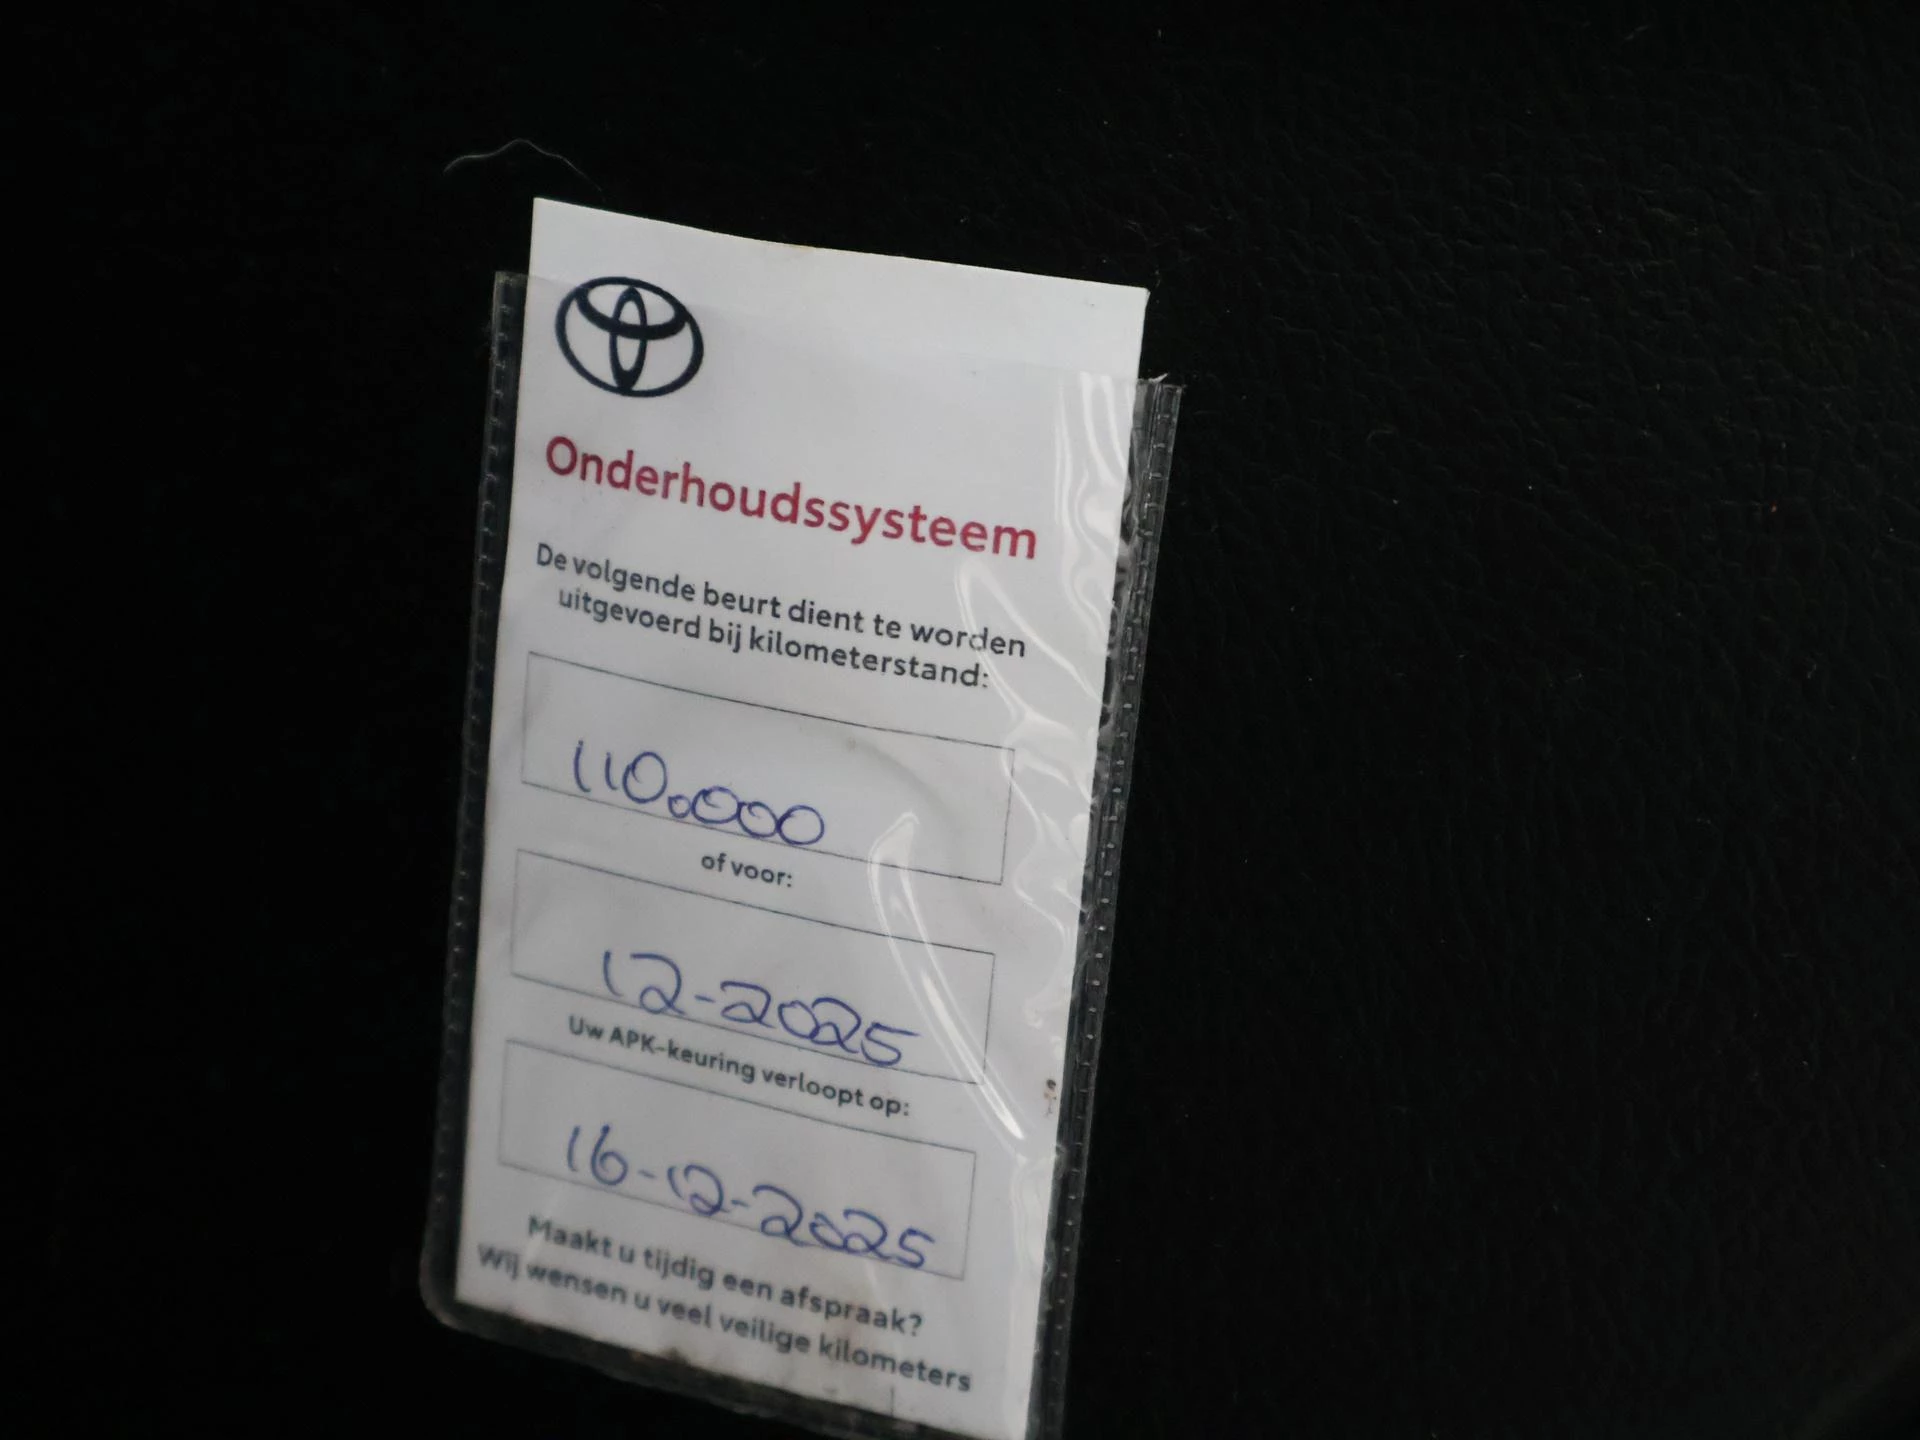 Onderhoudssysteem
De volgende beurt dient te worden
uitgevoerd bij kilometerstand:
110.000
of voor:
12-2025
Uw APK-keuring verloopt op:
16-12-2025
Maakt u tijdig een afspraak?
Wij wensen u veel veilige kilometers